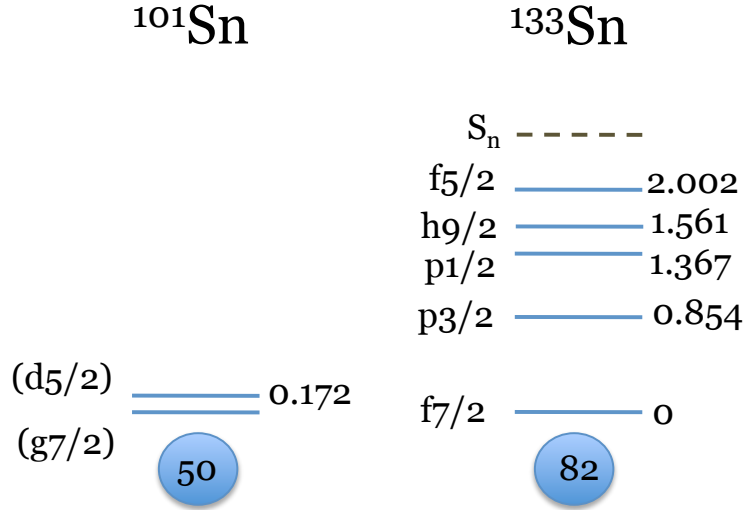 ¹⁰¹Sn
¹³³Sn
Sₙ
f5/2
2.002
h9/2
1.561
p1/2
1.367
p3/2
0.854
(d5/2)
0.172
(g7/2)
f7/2
0
50
82